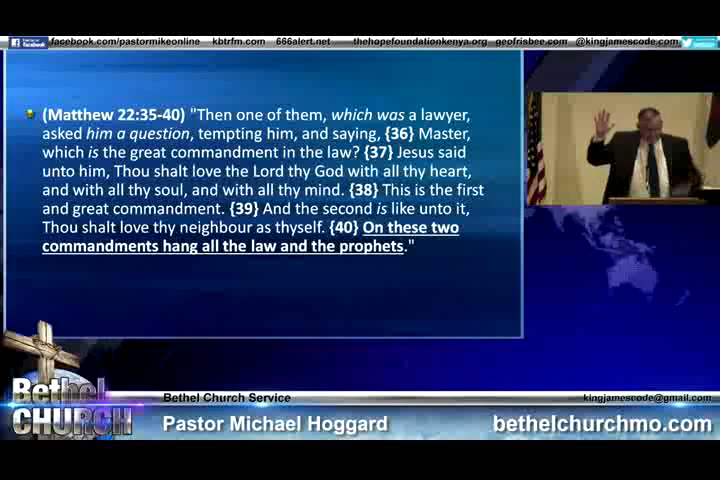 facebook.com/pastormikeonline kbtrfm.com 666alert.net thehopefoundationkenya.org geofrisbee.com @kingjamescode.com
(Matthew 22:35-40) "Then one of them, which was a lawyer,
asked him a question, tempting him, and saying, {36} Master,
which is the great commandment in the law? {37} Jesus said
unto him, Thou shalt love the Lord thy God with all thy heart,
and with all thy soul, and with all thy mind. {38} This is the first
and great commandment. {39} And the second is like unto it,
Thou shalt love thy neighbour as thyself. {40} On these two
commandments hang all the law and the prophets."
Bethel
CHURCH
Bethel Church Service kingjamescode@gmail.com
Pastor Michael Hoggard bethelchurchmo.com